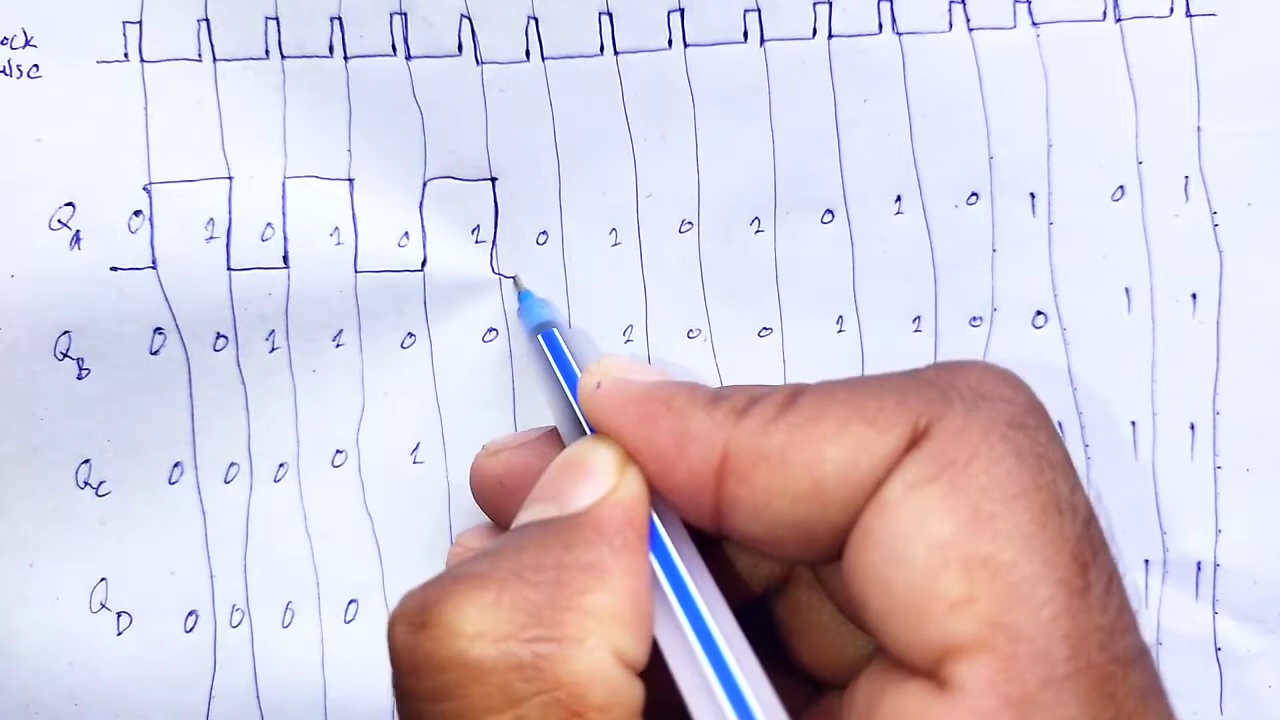 ock
ulse
QA 0 1 0 1 0 1 0 1 0 1 0 1 0 1 0 1
QB 0 0 1 1 0 0 1 0 0 1 1 0 0 1 1
QC 0 0 0 0 1 1 1
QD 0 0 0 0 1 1